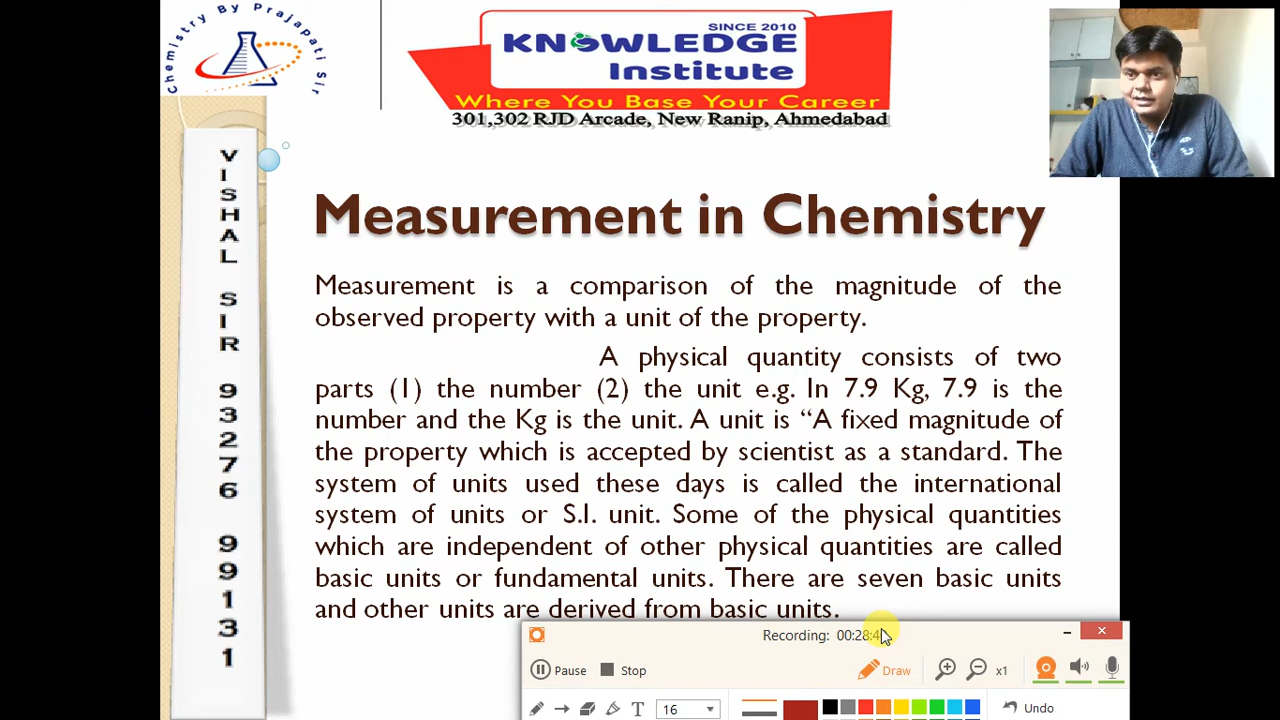 Chemistry By Prajapati Sir
SINCE 2010
KNOWLEDGE
Institute
Where You Base Your Career
301,302 RJD Arcade, New Ranip, Ahmedabad
VISHAL SIR 93276 99131
Measurement in Chemistry
Measurement is a comparison of the magnitude of the
observed property with a unit of the property.
A physical quantity consists of two
parts (1) the number (2) the unit e.g. In 7.9 Kg, 7.9 is the
number and the Kg is the unit. A unit is “A fixed magnitude of
the property which is accepted by scientist as a standard. The
system of units used these days is called the international
system of units or S.I. unit. Some of the physical quantities
which are independent of other physical quantities are called
basic units or fundamental units. There are seven basic units
and other units are derived from basic units.
Recording: 00:28:4
Pause Stop Draw x1
T 16 Undo